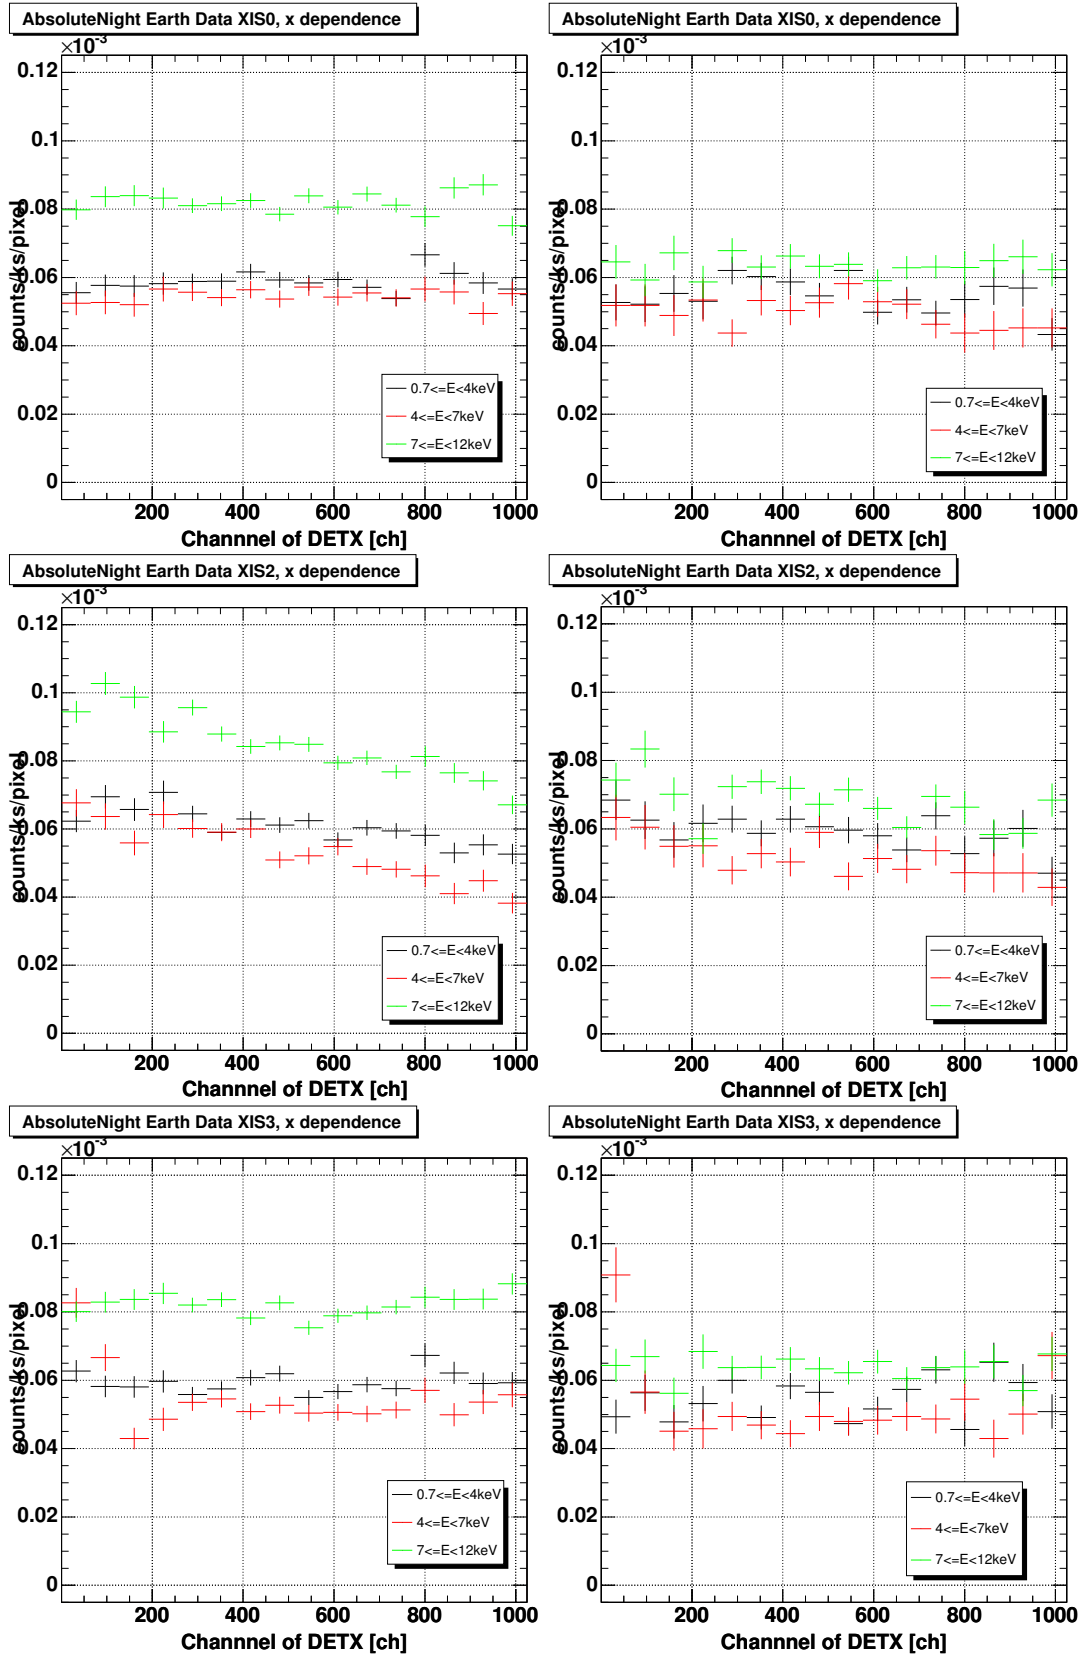 AbsoluteNight Earth Data XIS0, x dependence
×10-3
0.12
0.1
0.08
0.06
0.04
0.02
0
counts/ks/pixel
0.7<=E<4keV
4<=E<7keV
7<=E<12keV
200 400 600 800 1000
Channnel of DETX [ch]
AbsoluteNight Earth Data XIS0, x dependence
×10-3
0.12
0.1
0.08
0.06
0.04
0.02
0
counts/ks/pixel
0.7<=E<4keV
4<=E<7keV
7<=E<12keV
200 400 600 800 1000
Channnel of DETX [ch]
AbsoluteNight Earth Data XIS2, x dependence
×10-3
0.12
0.1
0.08
0.06
0.04
0.02
0
counts/ks/pixel
0.7<=E<4keV
4<=E<7keV
7<=E<12keV
200 400 600 800 1000
Channnel of DETX [ch]
AbsoluteNight Earth Data XIS2, x dependence
×10-3
0.12
0.1
0.08
0.06
0.04
0.02
0
counts/ks/pixel
0.7<=E<4keV
4<=E<7keV
7<=E<12keV
200 400 600 800 1000
Channnel of DETX [ch]
AbsoluteNight Earth Data XIS3, x dependence
×10-3
0.12
0.1
0.08
0.06
0.04
0.02
0
counts/ks/pixel
0.7<=E<4keV
4<=E<7keV
7<=E<12keV
200 400 600 800 1000
Channnel of DETX [ch]
AbsoluteNight Earth Data XIS3, x dependence
×10-3
0.12
0.1
0.08
0.06
0.04
0.02
0
counts/ks/pixel
0.7<=E<4keV
4<=E<7keV
7<=E<12keV
200 400 600 800 1000
Channnel of DETX [ch]